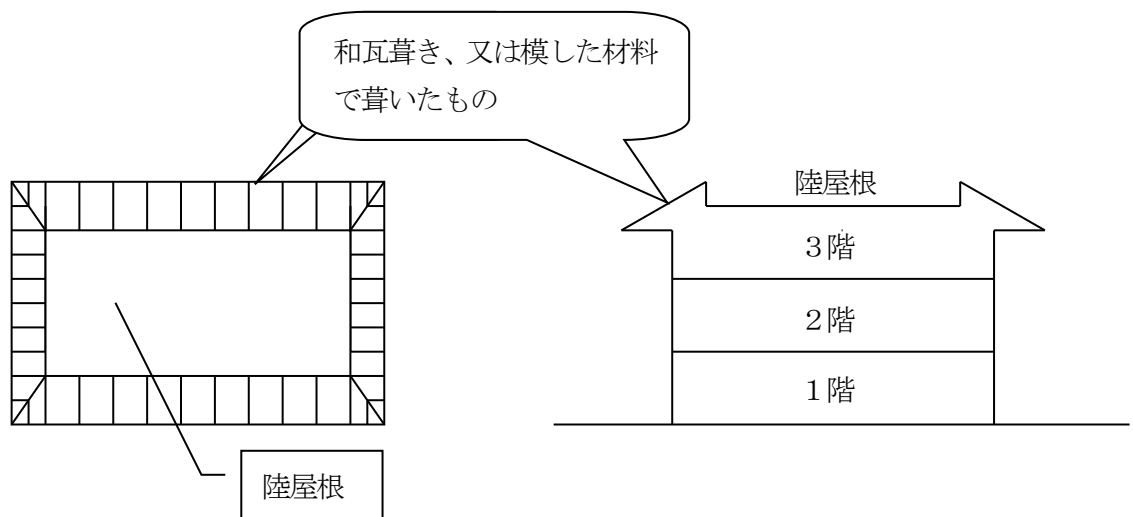 和瓦葺き、又は模した材料
で葺いたもの
陸屋根
３階
２階
１階
陸屋根